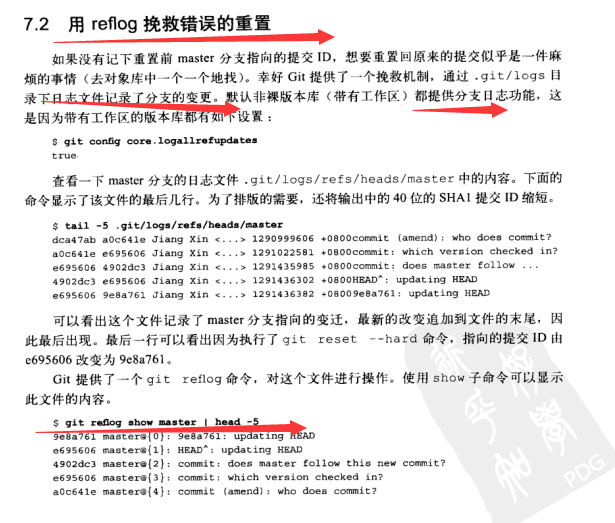 7.2 用 reflog 挽救错误的重置
如果没有记下重置前 master 分支指向的提交 ID，想要重置回原来的提交似乎是一件麻
烦的事情（去对象库中一个一个地找）。幸好 Git 提供了一个挽救机制，通过 .git/logs 目
录下日志文件记录了分支的变更。默认非裸版本库（带有工作区）都提供分支日志功能，这
是因为带有工作区的版本库都有如下设置：
$ git config core.logallrefupdates
true
查看一下 master 分支的日志文件 .git/logs/refs/heads/master 中的内容。下面的
命令显示了该文件的最后几行。为了排版的需要，还将输出中的 40 位的 SHA1 提交 ID 缩短。
$ tail -5 .git/logs/refs/heads/master
dca47ab a0c641e Jiang Xin <...> 1290999606 +0800commit (amend): who does commit?
a0c641e e695606 Jiang Xin <...> 1291022581 +0800commit: which version checked in?
e695606 4902dc3 Jiang Xin <...> 1291435985 +0800commit: does master follow ...
4902dc3 e695606 Jiang Xin <...> 1291436302 +0800HEAD^: updating HEAD
e695606 9e8a761 Jiang Xin <...> 1291436382 +08009e8a761: updating HEAD
可以看出这个文件记录了 master 分支指向的变迁，最新的改变追加到文件的末尾，因
此最后出现。最后一行可以看出因为执行了 git reset --hard 命令，指向的提交 ID 由
e695606 改变为 9e8a761。
Git 提供了一个 git reflog 命令，对这个文件进行操作。使用 show 子命令可以显示
此文件的内容。
$ git reflog show master | head -5
9e8a761 master@{0}: 9e8a761: updating HEAD
e695606 master@{1}: HEAD^: updating HEAD
4902dc3 master@{2}: commit: does master follow this new commit?
e695606 master@{3}: commit: which version checked in?
a0c641e master@{4}: commit (amend): who does commit?
PDG